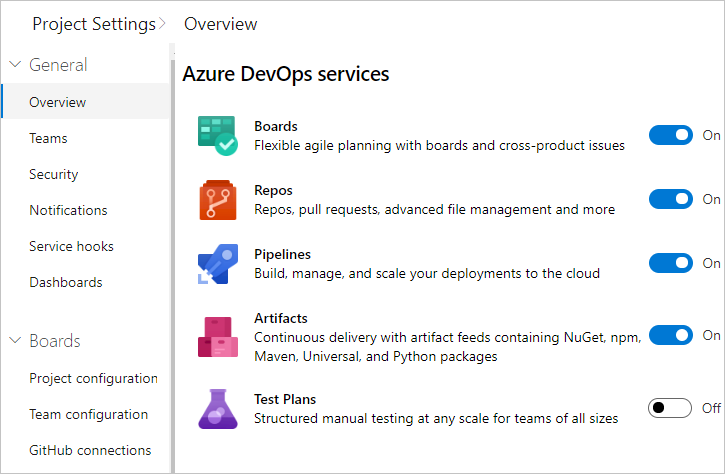 Project Settings
Overview
General
Overview
Teams
Security
Notifications
Service hooks
Dashboards
Boards
Project configuration
Team configuration
GitHub connections
Azure DevOps services
Boards
Flexible agile planning with boards and cross-product issues
On
Repos
Repos, pull requests, advanced file management and more
On
Pipelines
Build, manage, and scale your deployments to the cloud
On
Artifacts
Continuous delivery with artifact feeds containing NuGet, npm,
Maven, Universal, and Python packages
On
Test Plans
Structured manual testing at any scale for teams of all sizes
Off